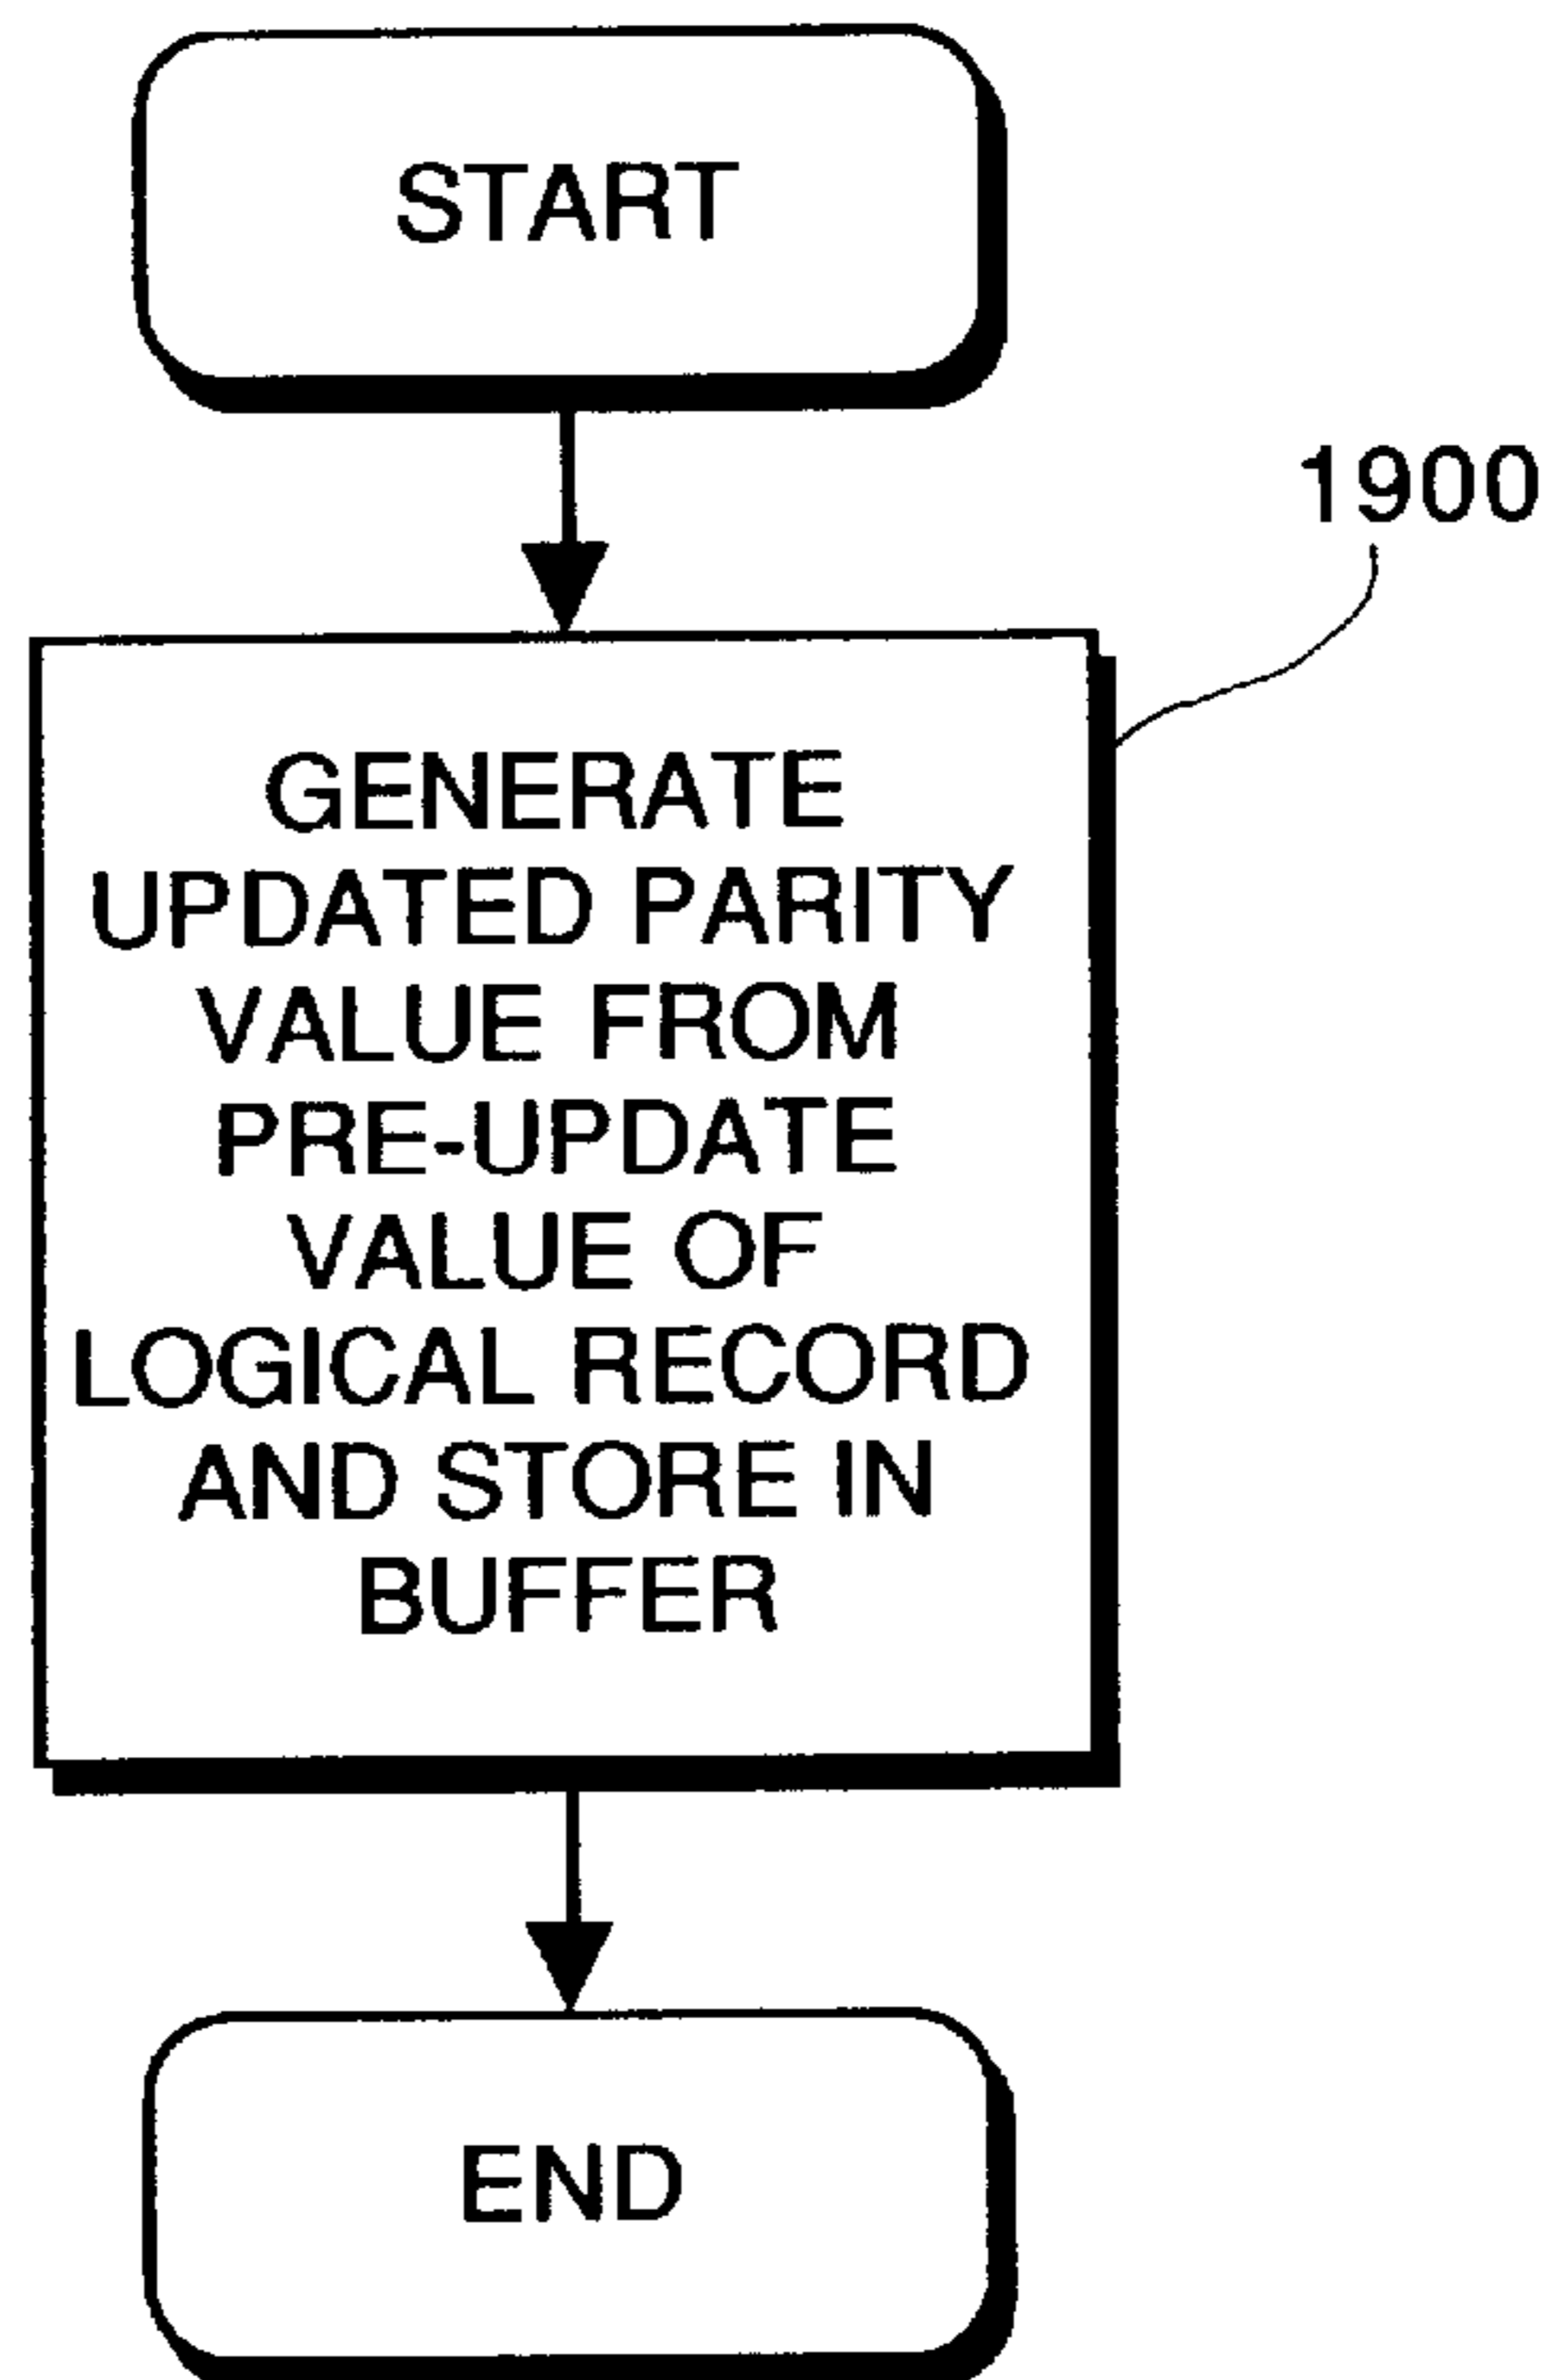 START
1900
GENERATE
UPDATED PARITY
VALUE FROM
PRE-UPDATE
VALUE OF
LOGICAL RECORD
AND STORE IN
BUFFER
END